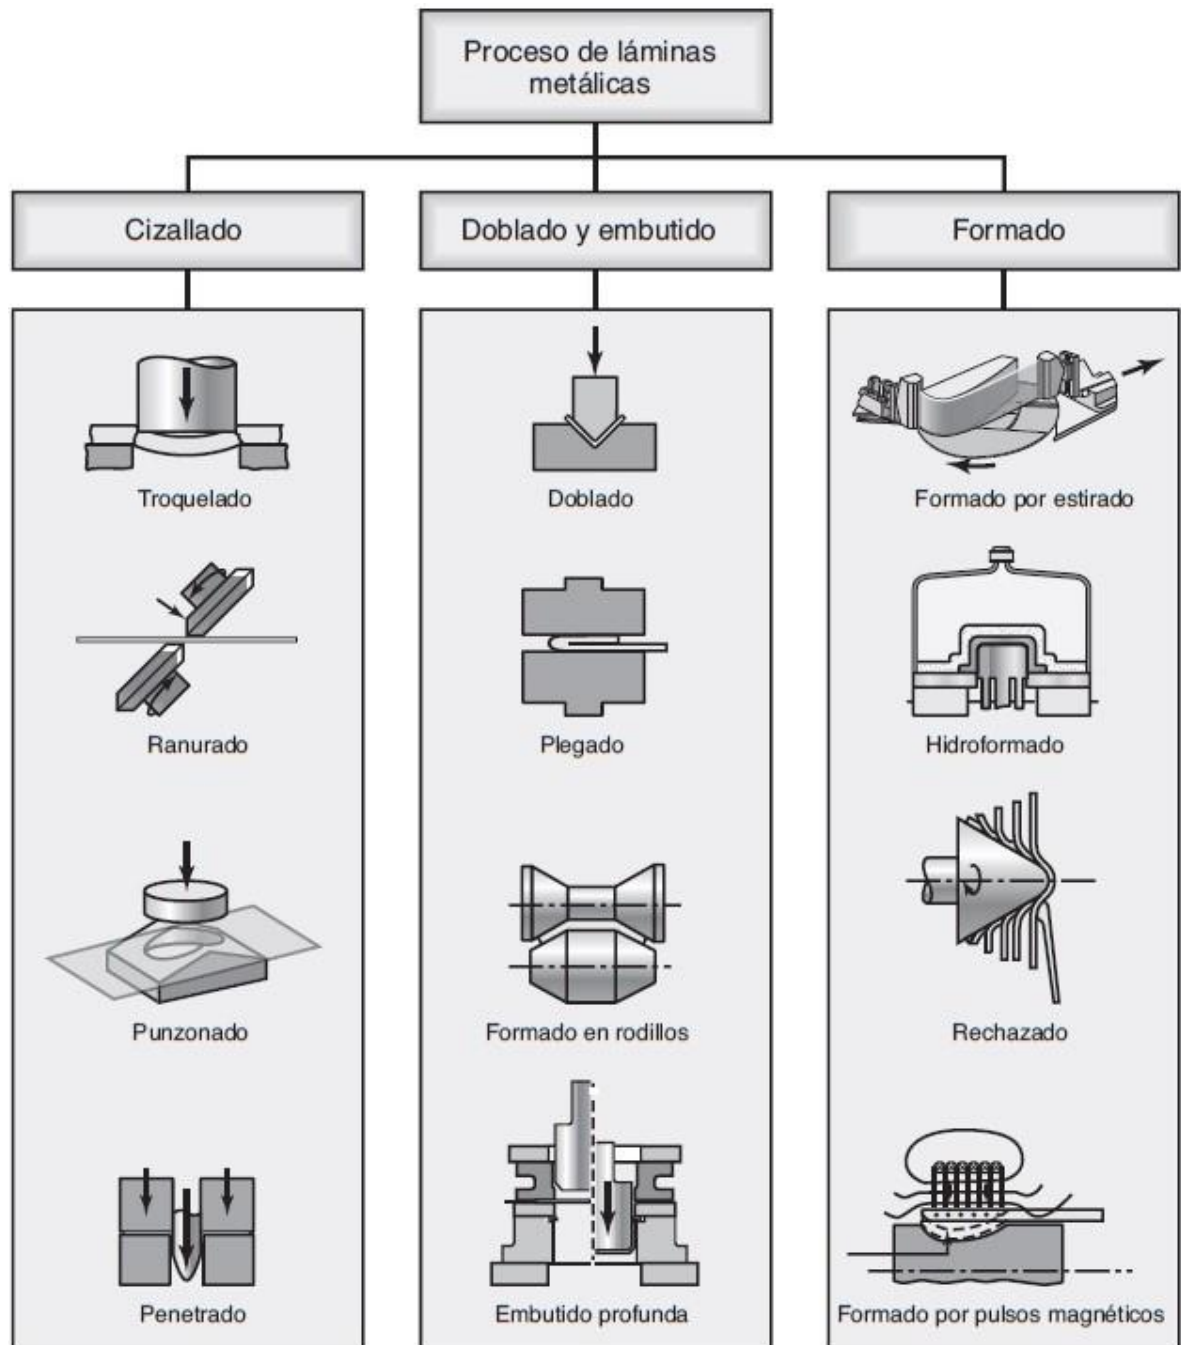 Proceso de láminas
metálicas
Cizallado
Doblado y embutido
Formado
Troquelado
Ranurado
Punzonado
Penetrado
Doblado
Plegado
Formado en rodillos
Embutido profunda
Formado por estirado
Hidroformado
Rechazado
Formado por pulsos magnéticos